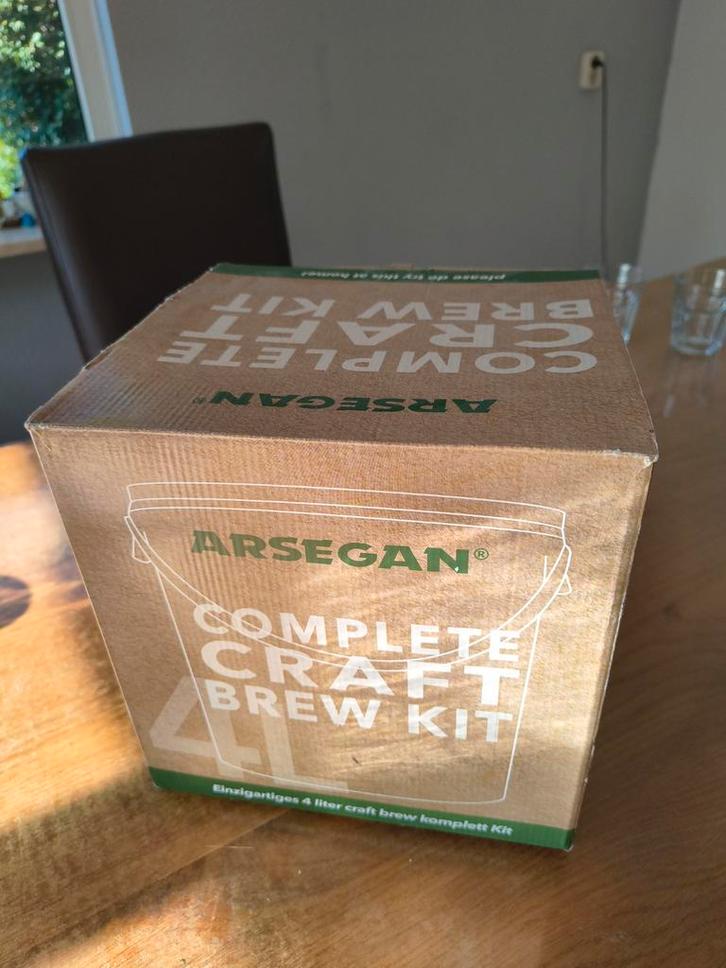 please do try this at home!
COMPLETE
CRAFT
BREW KIT
ARSEGAN®
ARSEGAN®
COMPLETE
CRAFT
BREW KIT
4L
Einzigartiges 4 liter craft brew komplett Kit